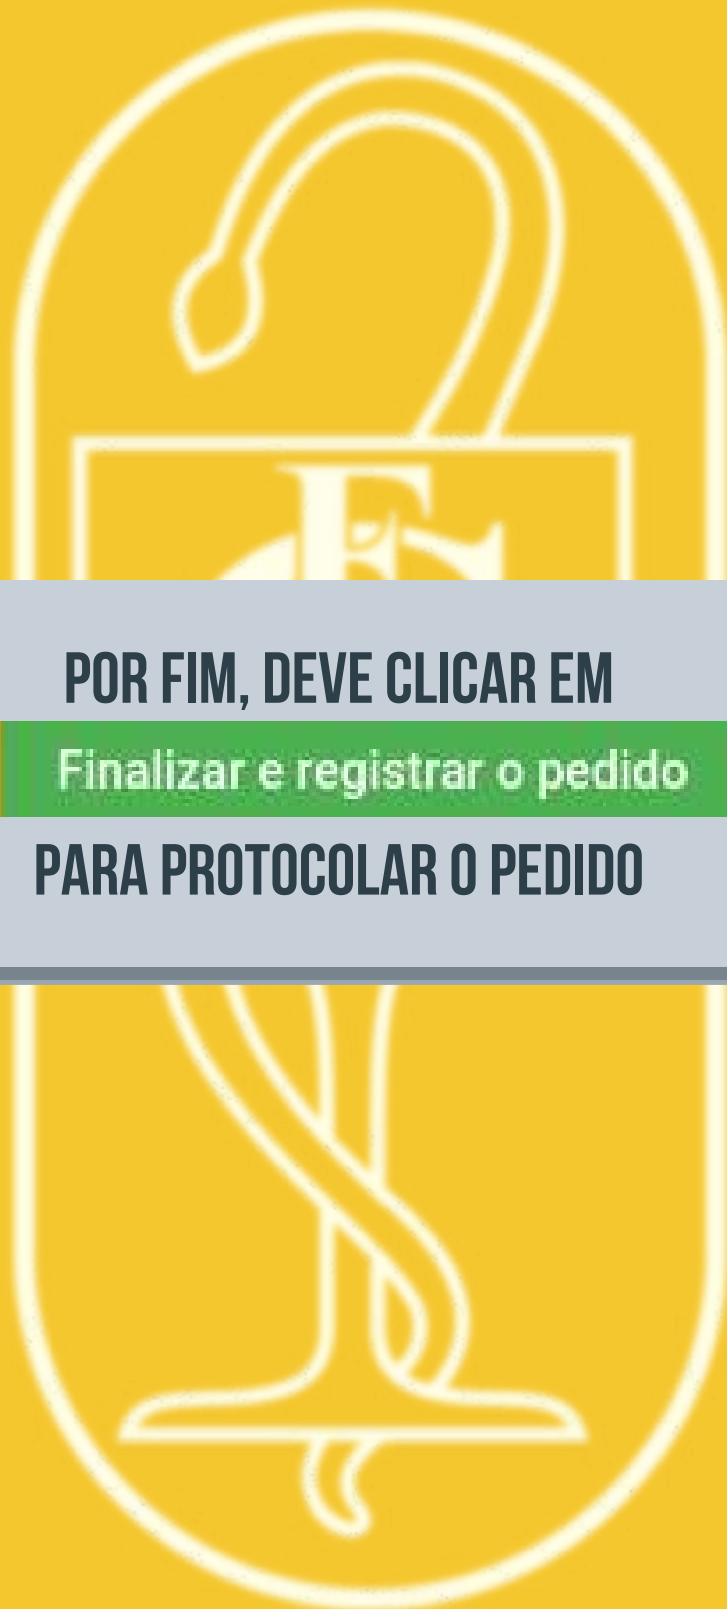 POR FIM, DEVE CLICAR EM
Finalizar e registrar o pedido
PARA PROTOCOLAR O PEDIDO